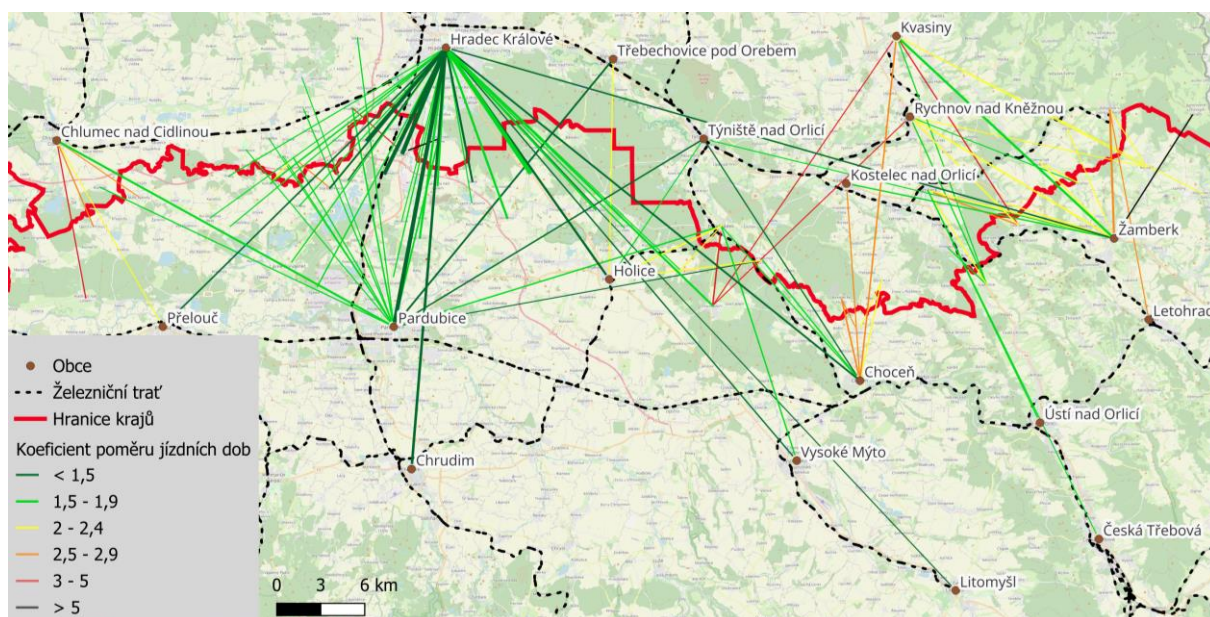 Hradec Králové
Třebechovice pod Orebem
Kvasiny
Chlumec nad Cidlinou
Týniště nad Orlicí
Rychnov nad Kněžnou
Kostelec nad Orlicí
Žamberk
Holice
Přelouč
Pardubice
Letohrad
Choceň
Ústí nad Orlicí
Chrudim
Vysoké Mýto
Česká Třebová
Litomyšl
Obce
Železniční trať
Hranice krajů
Koeficient poměru jízdních dob
< 1,5
1,5 - 1,9
2 - 2,4
2,5 - 2,9
3 - 5
> 5
0 3 6 km